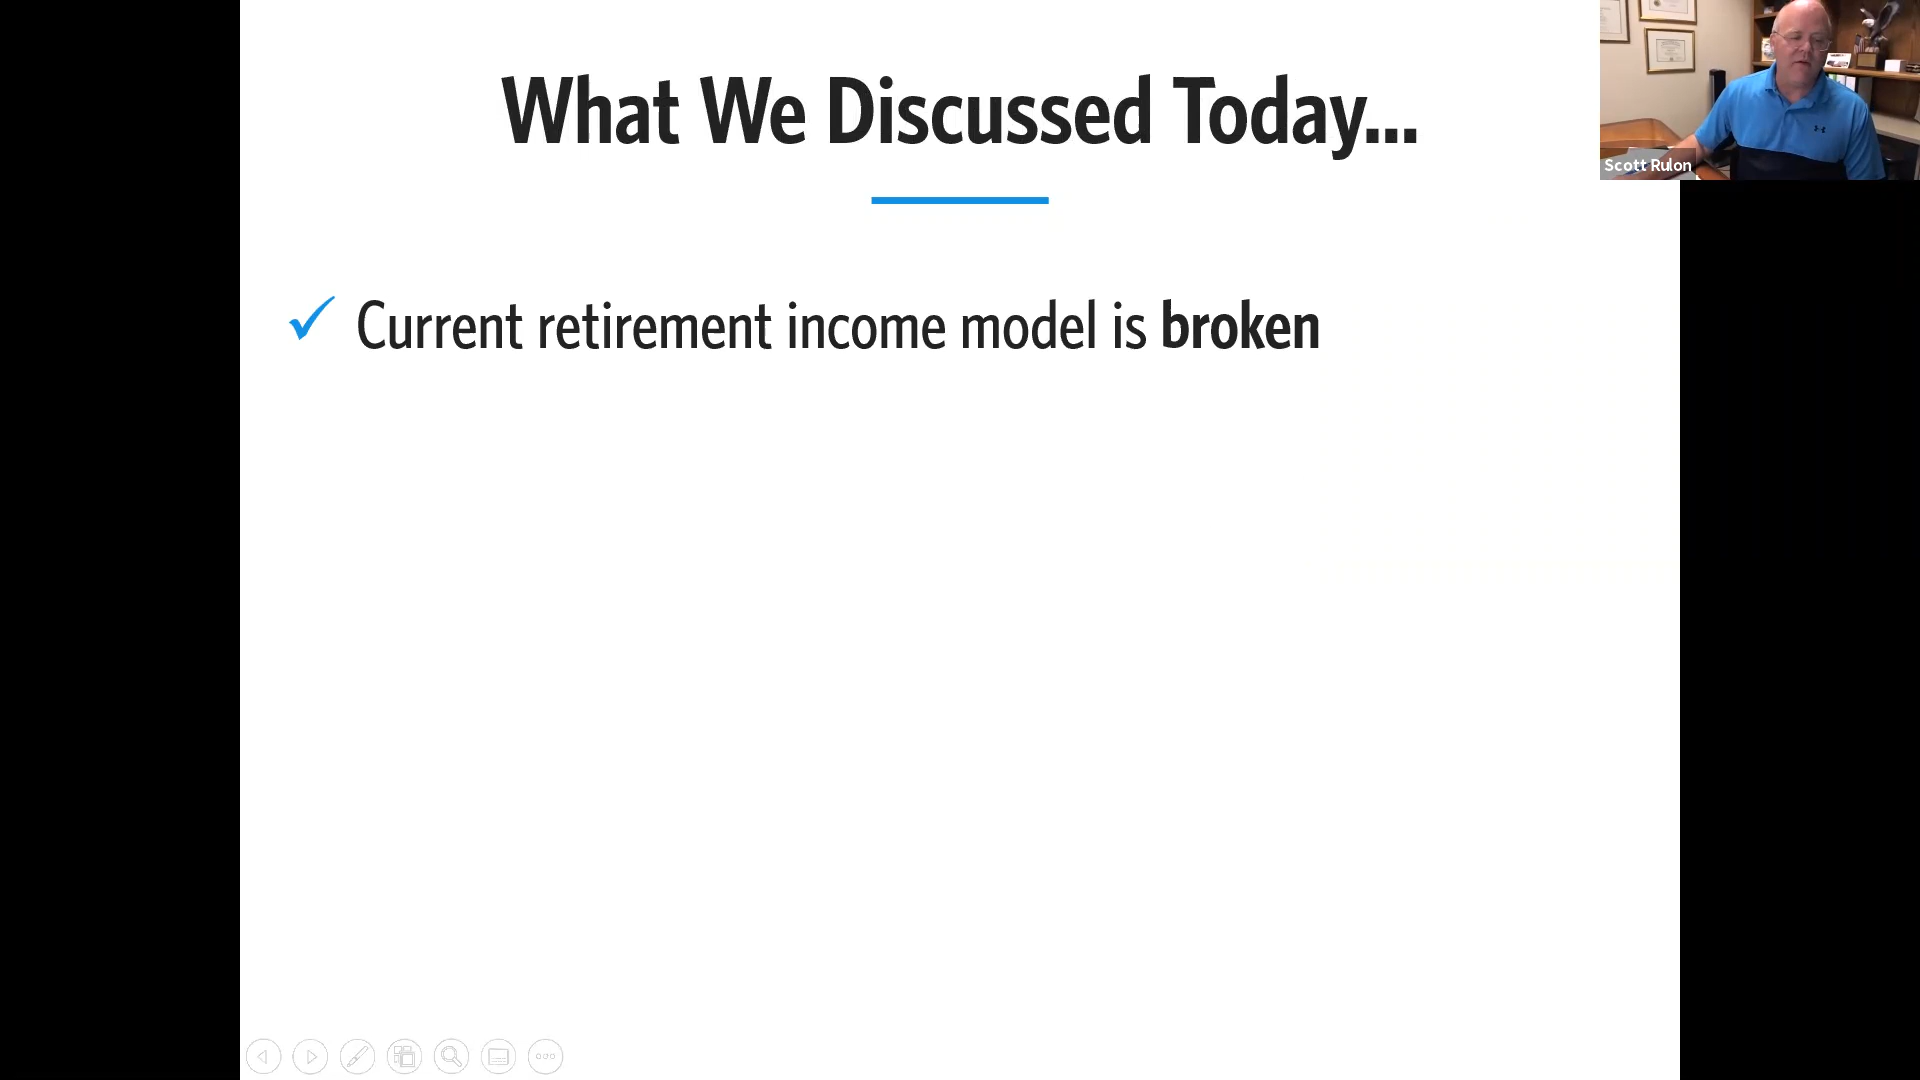 What We Discussed Today...
Scott Rulon
✓ Current retirement income model is broken